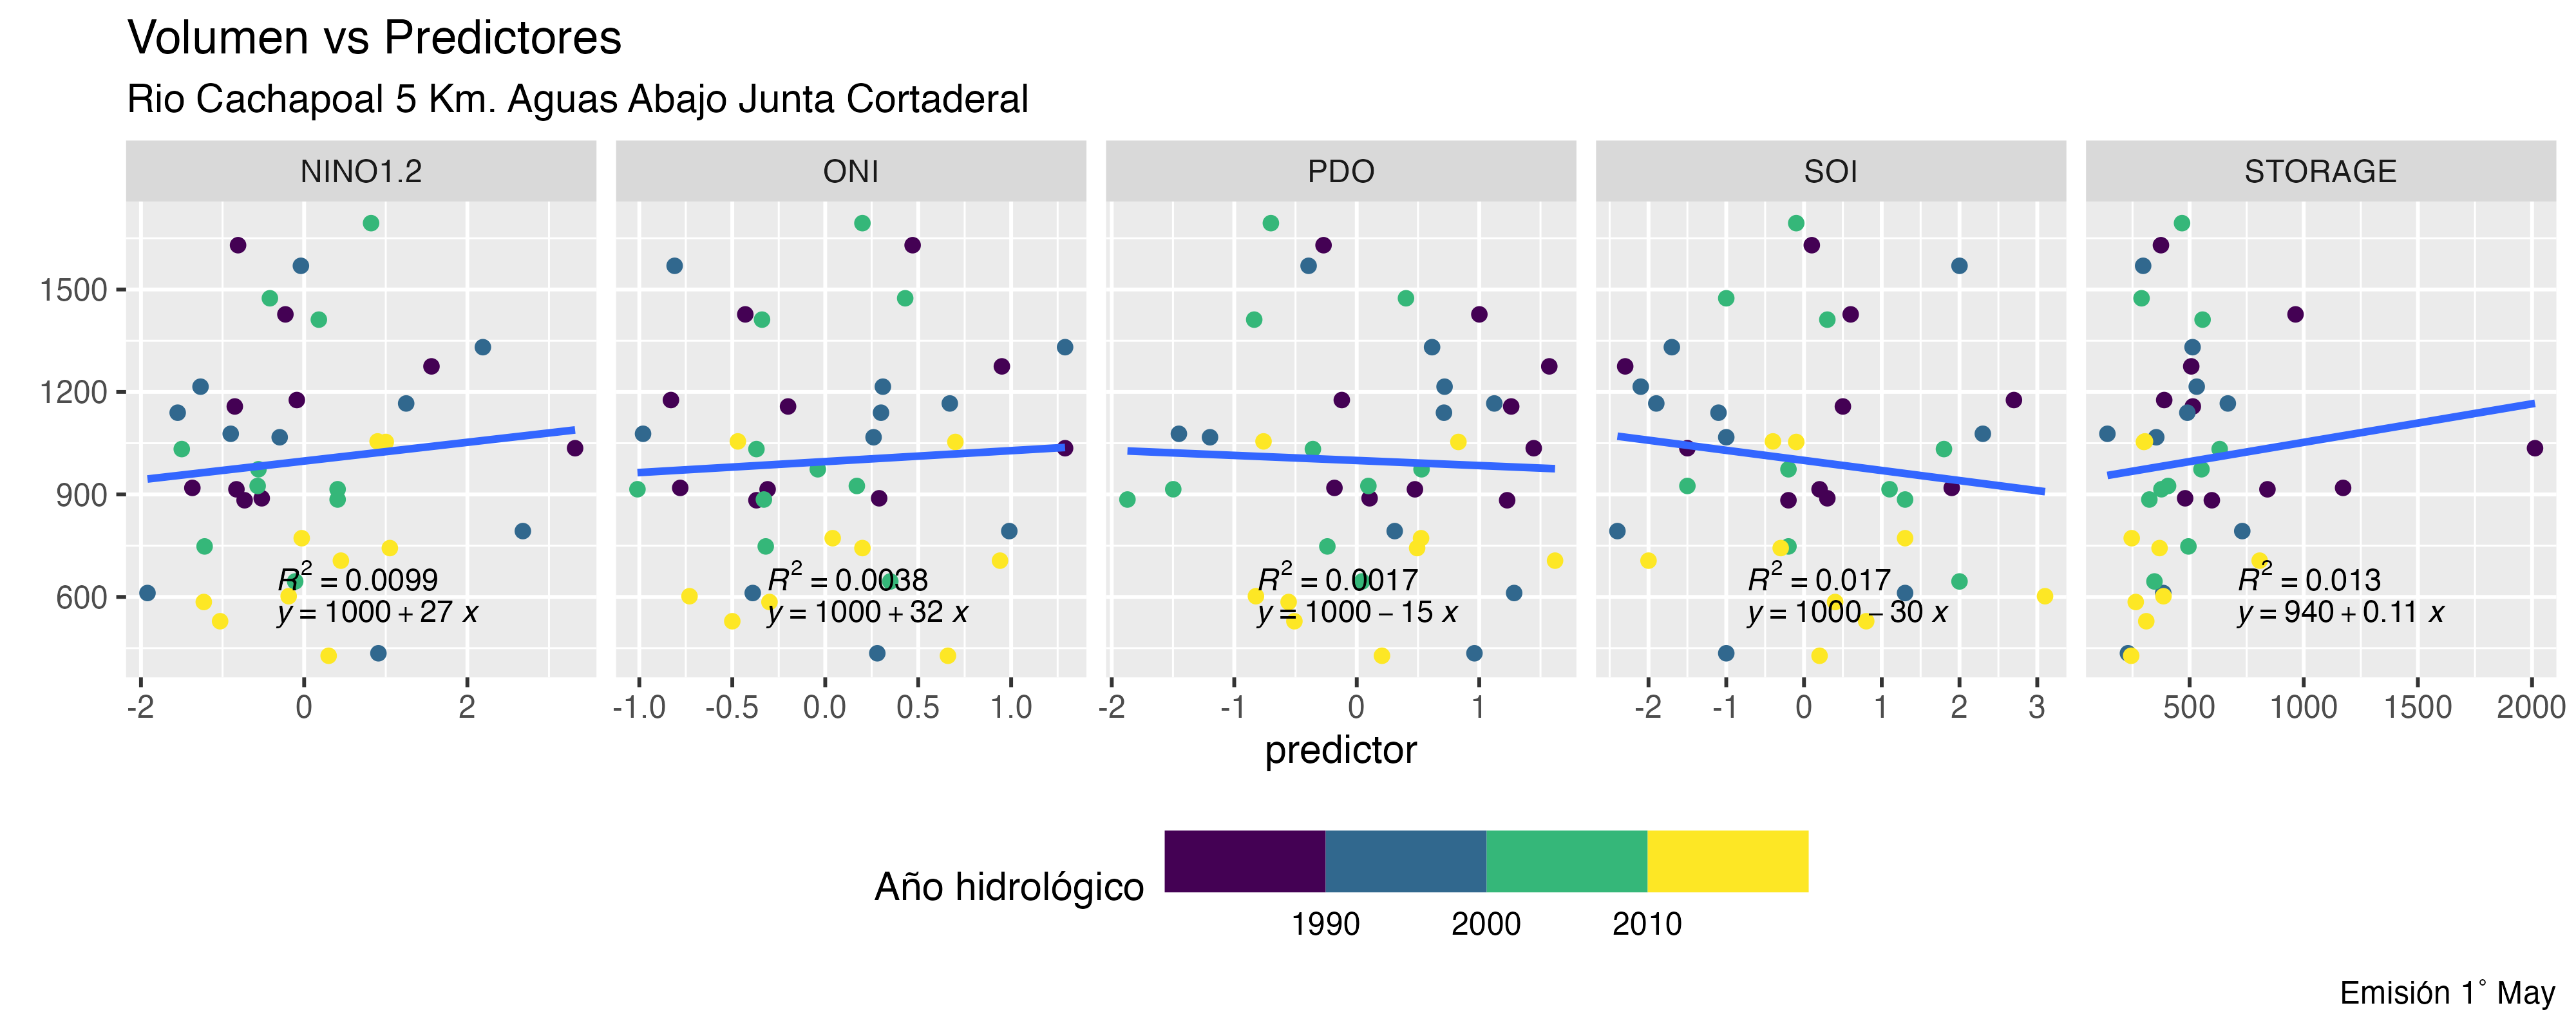 Volumen vs Predictores
Rio Cachapoal 5 Km. Aguas Abajo Junta Cortaderal
NINO1.2 ONI PDO SOI STORAGE
1500
1200
900
600
R² = 0.0099 R² = 0.0038 R² = 0.0017 R² = 0.017 R² = 0.013
y = 1000 + 27 x y = 1000 + 32 x y = 1000 − 15 x y = 1000 − 30 x y = 940 + 0.11 x
-2 0 2 -1.0 -0.5 0.0 0.5 1.0 -2 -1 0 1 -2 -1 0 1 2 3 500 1000 1500 2000
predictor
Año hidrológico
1990 2000 2010
Emisión 1° May